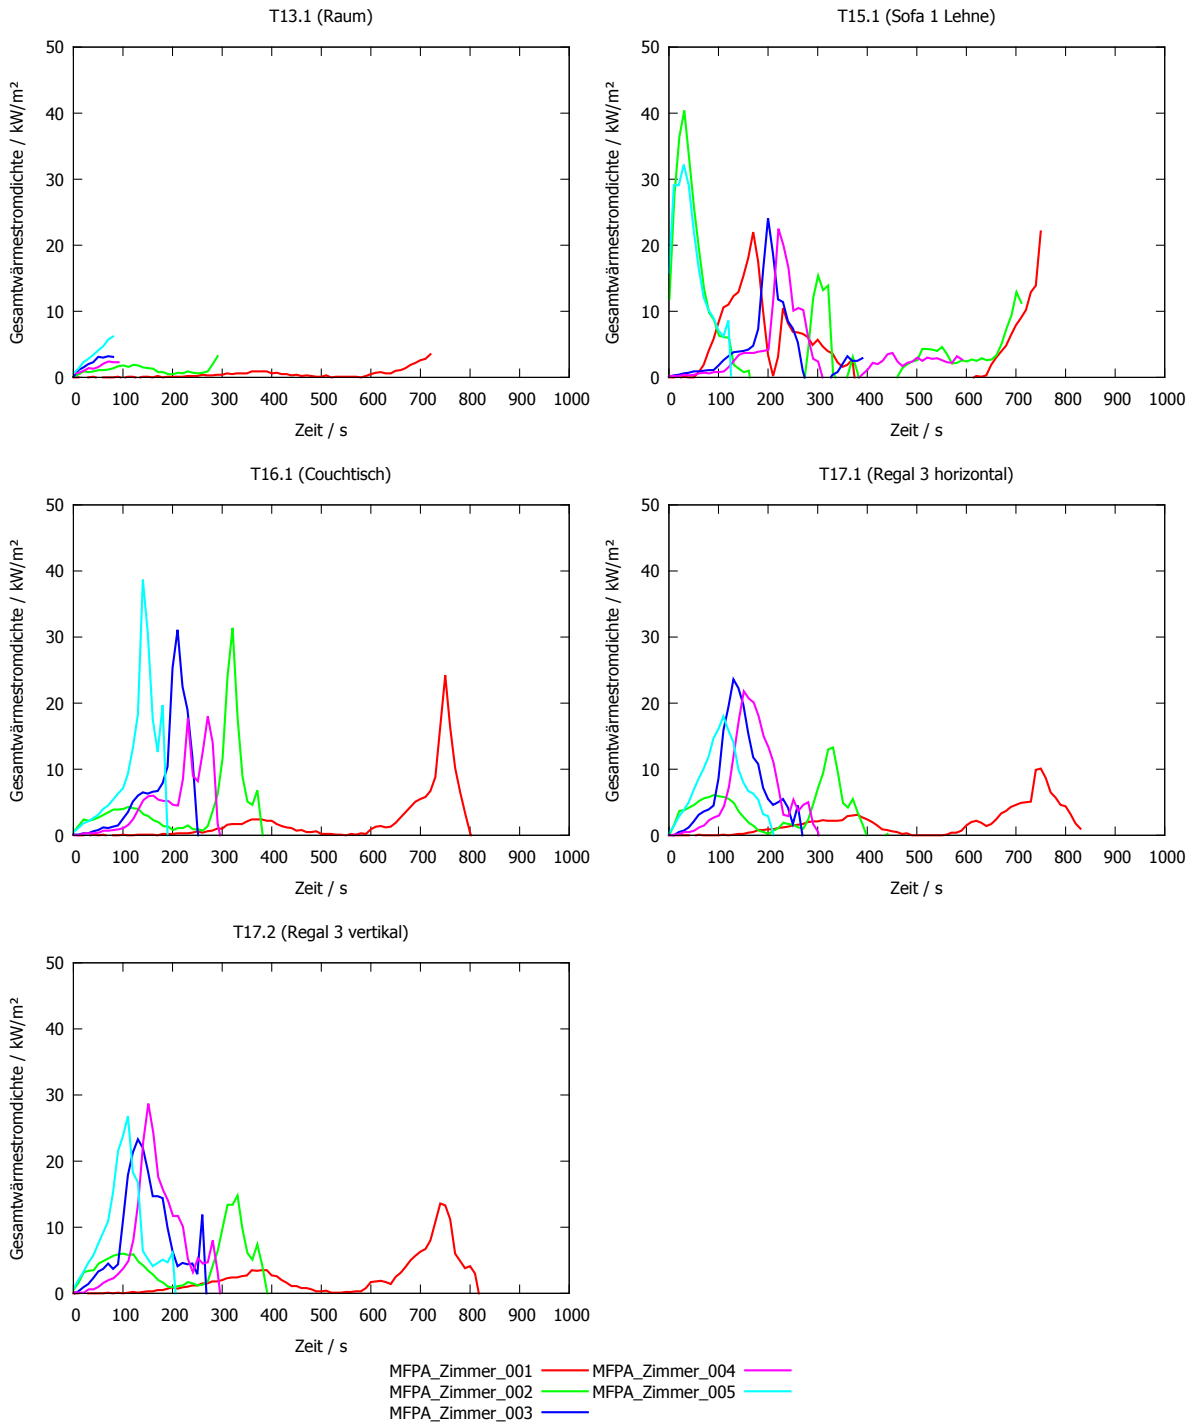 T13.1 (Raum)
Gesamtwärmestromdichte / kW/m²
50
40
30
20
10
0
0 100 200 300 400 500 600 700 800 900 1000
Zeit / s
T15.1 (Sofa 1 Lehne)
Gesamtwärmestromdichte / kW/m²
50
40
30
20
10
0
0 100 200 300 400 500 600 700 800 900 1000
Zeit / s
T16.1 (Couchtisch)
Gesamtwärmestromdichte / kW/m²
50
40
30
20
10
0
0 100 200 300 400 500 600 700 800 900 1000
Zeit / s
T17.1 (Regal 3 horizontal)
Gesamtwärmestromdichte / kW/m²
50
40
30
20
10
0
0 100 200 300 400 500 600 700 800 900 1000
Zeit / s
T17.2 (Regal 3 vertikal)
Gesamtwärmestromdichte / kW/m²
50
40
30
20
10
0
0 100 200 300 400 500 600 700 800 900 1000
Zeit / s
MFPA_Zimmer_001
MFPA_Zimmer_002
MFPA_Zimmer_003
MFPA_Zimmer_004
MFPA_Zimmer_005